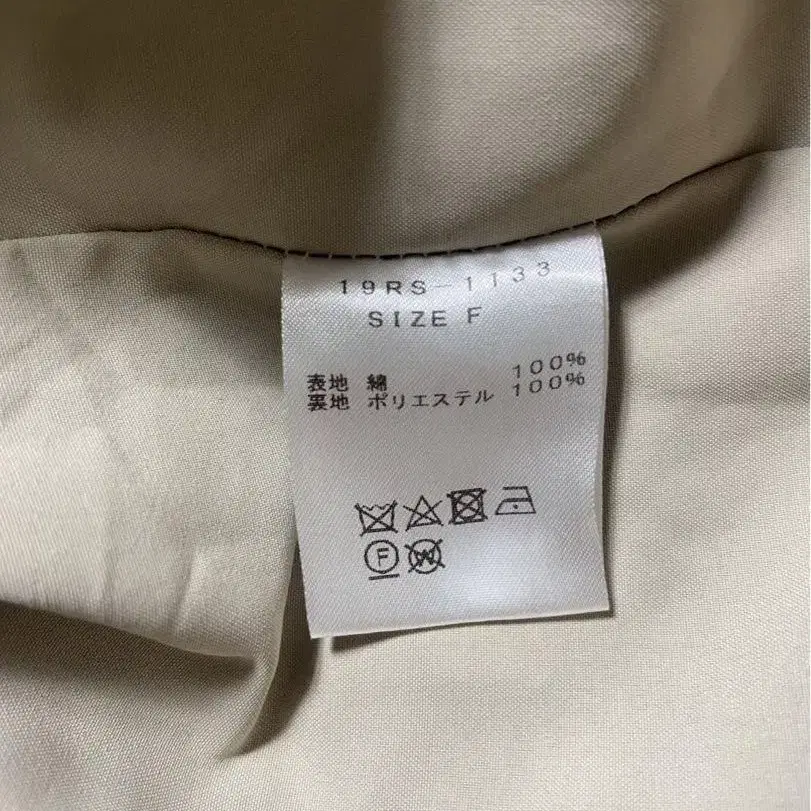 19RS-1133
SIZE F
表地 綿 100%
裏地 ポリエステル 100%
F
W